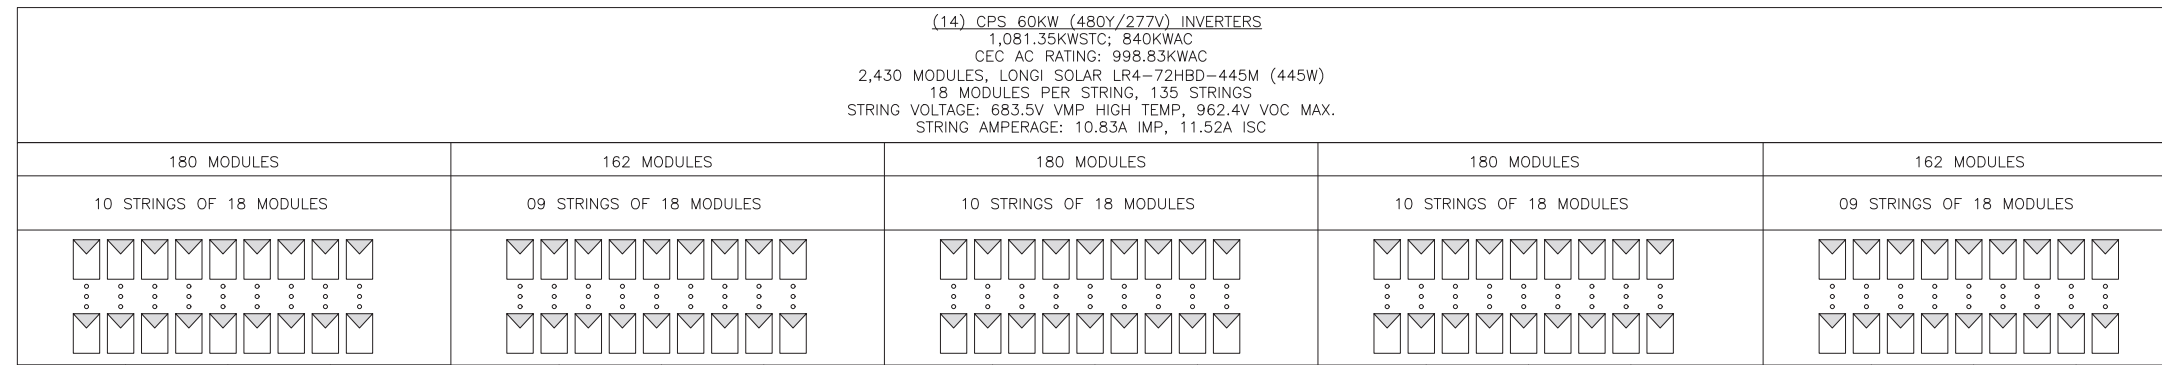 (14) CPS 60KW (480Y/277V) INVERTERS
1,081.35KWSTC; 840KWAC
CEC AC RATING: 998.83KWAC
2,430 MODULES, LONGI SOLAR LR4-72HBD-445M (445W)
18 MODULES PER STRING, 135 STRINGS
STRING VOLTAGE: 683.5V VMP HIGH TEMP, 962.4V VOC MAX.
STRING AMPERAGE: 10.83A IMP, 11.52A ISC
180 MODULES 162 MODULES 180 MODULES 180 MODULES 162 MODULES
10 STRINGS OF 18 MODULES 09 STRINGS OF 18 MODULES 10 STRINGS OF 18 MODULES 10 STRINGS OF 18 MODULES 09 STRINGS OF 18 MODULES